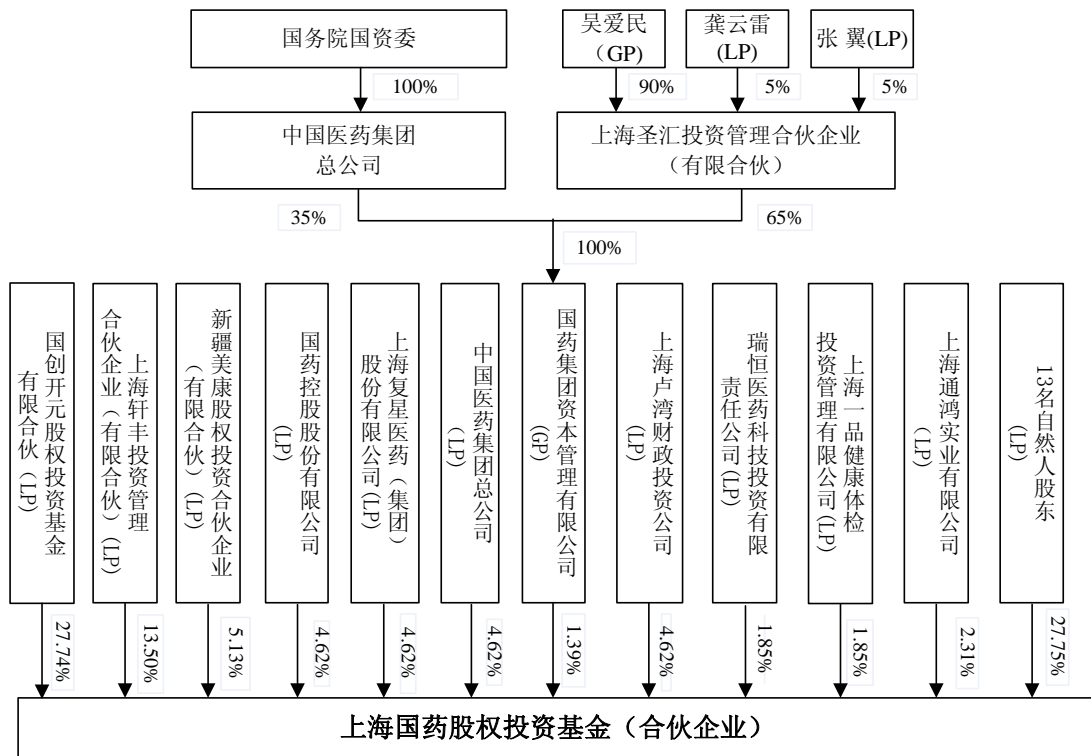 国务院国资委
吴爱民
（GP)
龚云雷
(LP)
张 翼(LP)
100%
90%
5%
5%
中国医药集团
总公司
上海圣汇投资管理合伙企业
（有限合伙）
35%
65%
100%
国创开元股权投资基金
有限合伙（LP)
上海轩丰投资管理
合伙企业（有限合伙）(LP)
新疆美康股权投资合伙企业
（有限合伙）(LP)
国药控股股份有限公司
(LP)
上海复星医药（集团）
股份有限公司(LP)
中国医药集团总公司
（LP)
国药集团资本管理有限公司
(GP)
上海卢湾财政投资公司
(LP)
瑞恒医药科技投资有限
责任公司(LP)
上海一品健康体检
投资管理有限公司(LP)
上海通鸿实业有限公司
(LP)
13名自然人股东
(LP)
27.74%
13.50%
5.13%
4.62%
4.62%
4.62%
1.39%
4.62%
1.85%
1.85%
2.31%
27.75%
上海国药股权投资基金（合伙企业）